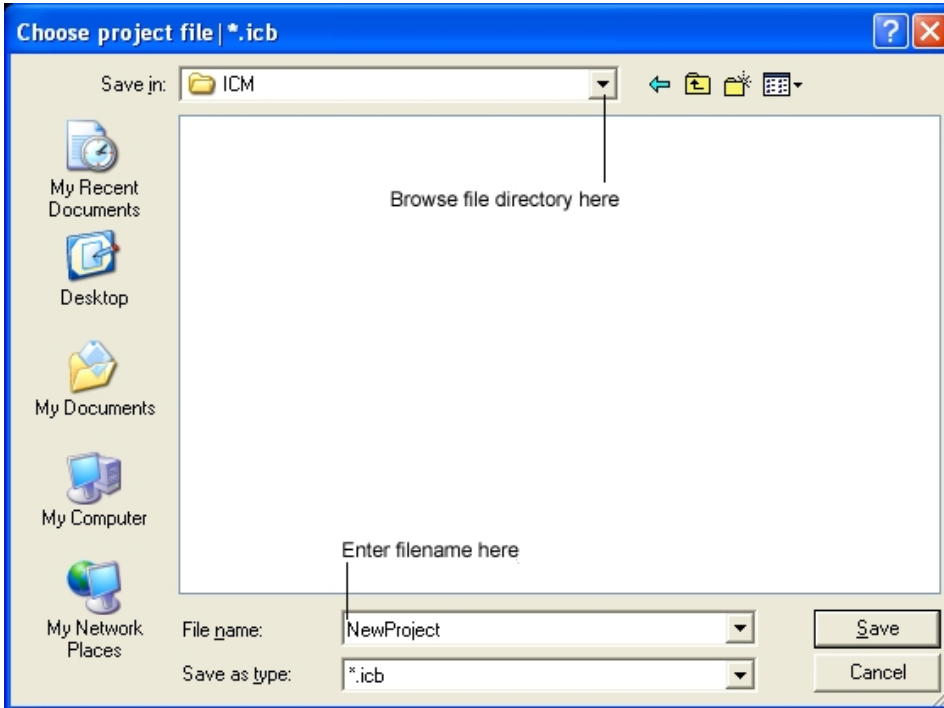 Choose project file|*.icb
Save in:
ICM
My Recent
Documents
Browse file directory here
Desktop
My Documents
My Computer
Enter filename here
My Network
Places
File name:
NewProject
Save
Save as type:
*.icb
Cancel